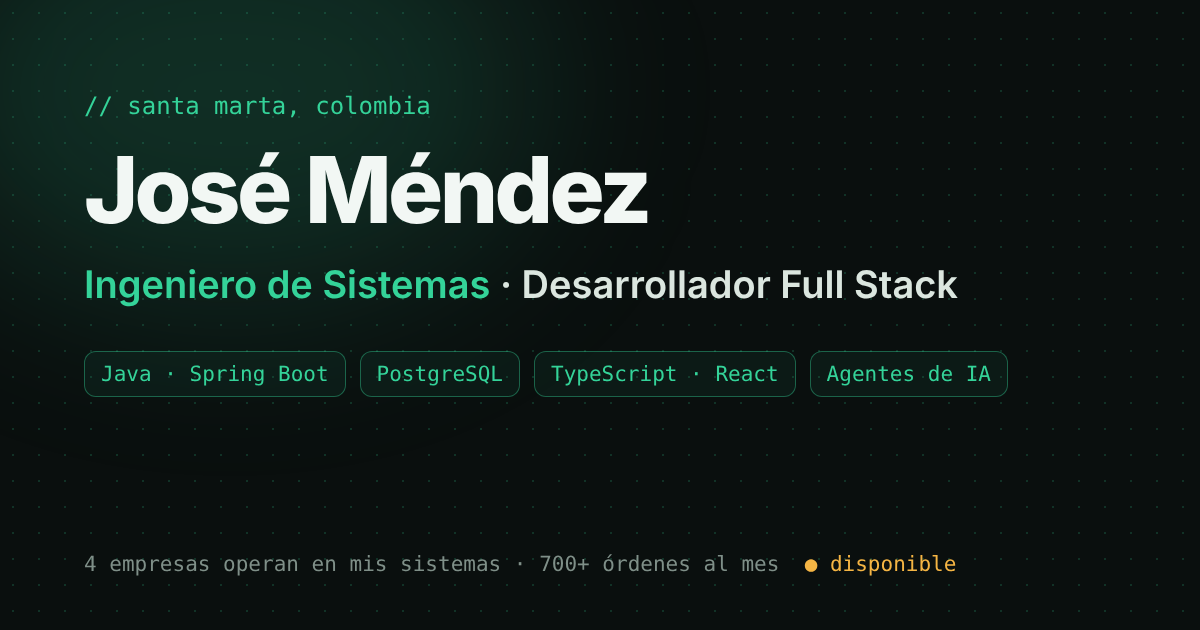 // santa marta, colombia
José Méndez
Ingeniero de Sistemas · Desarrollador Full Stack
Java · Spring Boot PostgreSQL TypeScript · React Agentes de IA
4 empresas operan en mis sistemas · 700+ órdenes al mes ● disponible